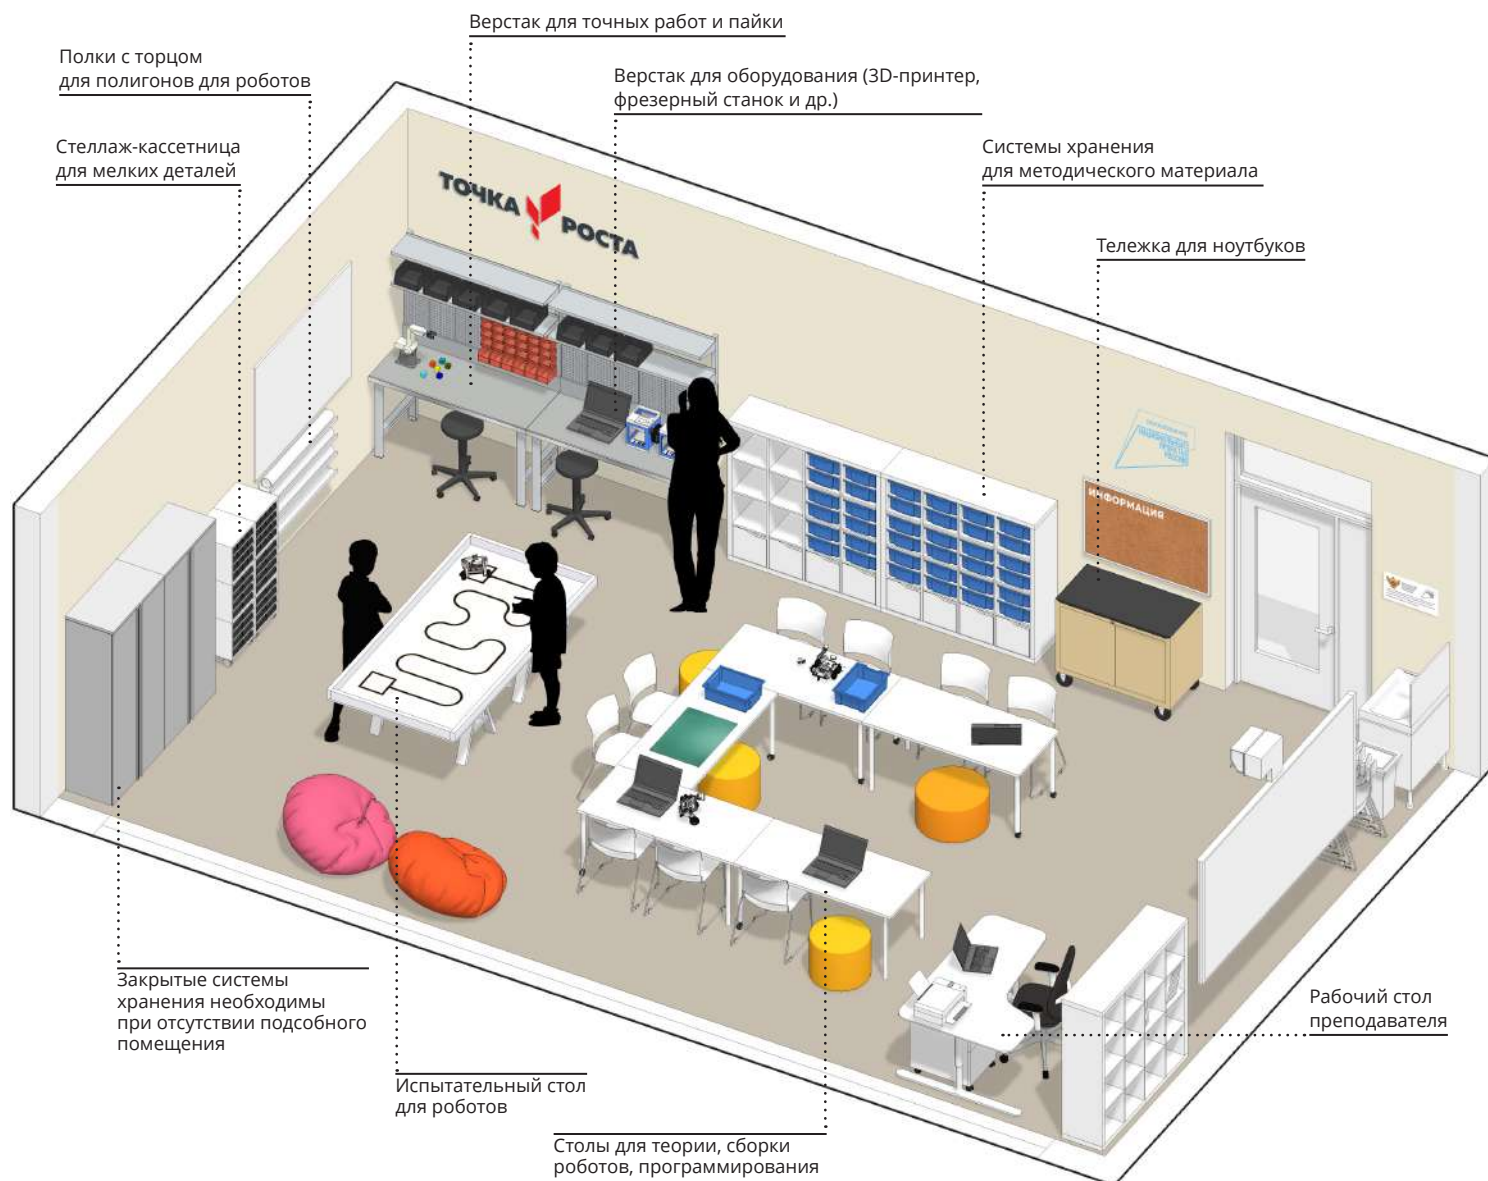 Верстак для точных работ и пайки
Полки с торцом
для полигонов для роботов
Верстак для оборудования (3D-принтер,
фрезерный станок и др.)
Стеллаж-кассетница
для мелких деталей
Системы хранения
для методического материала
Тележка для ноутбуков
ТОЧКА
РОСТА
ИНФОРМАЦИЯ
Закрытые системы
хранения необходимы
при отсутствии подсобного
помещения
Рабочий стол
преподавателя
Испытательный стол
для роботов
Столы для теории, сборки
роботов, программирования